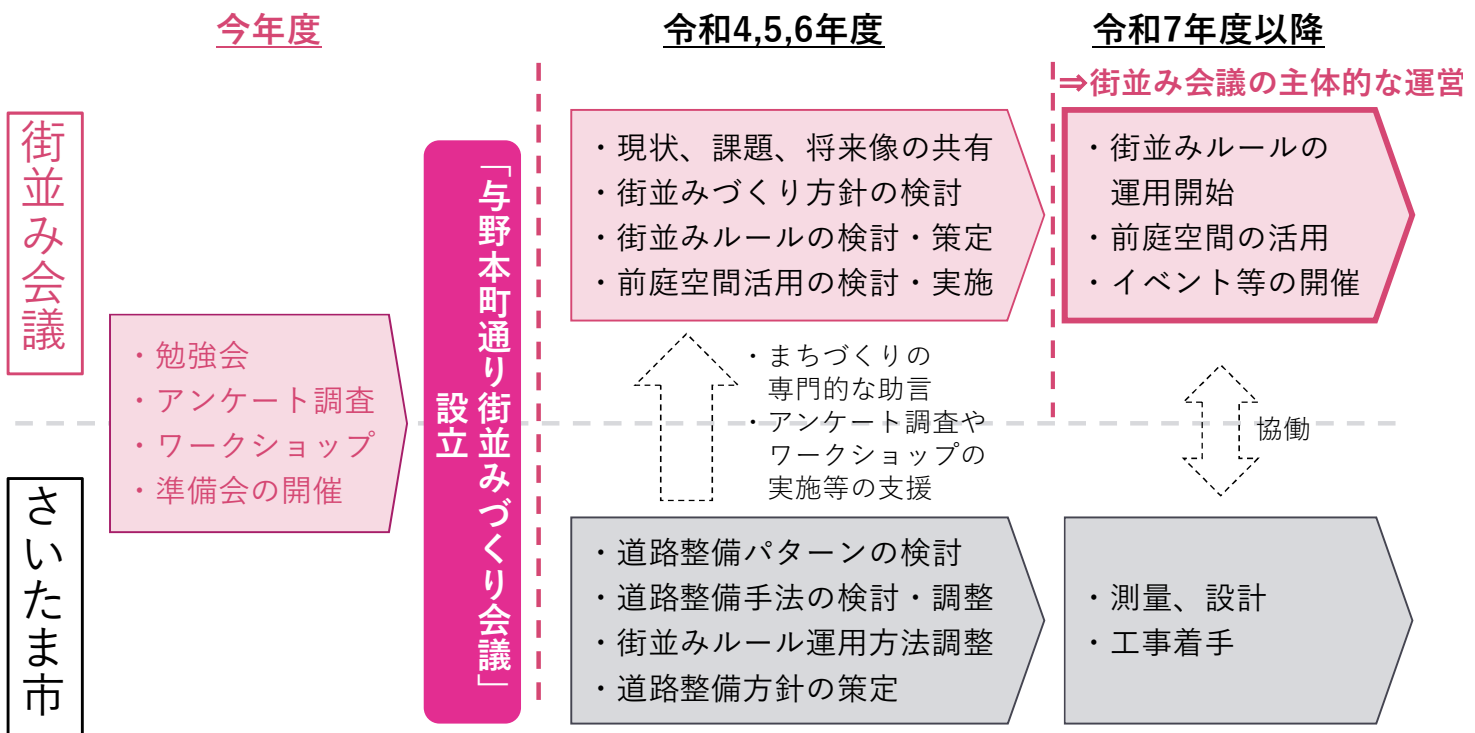 今年度
令和4,5,6年度
令和7年度以降
⇒街並み会議の主体的な運営
街並み会議
・現状、課題、将来像の共有
・街並みづくり方針の検討
・街並みルールの検討・策定
・前庭空間活用の検討・実施
・街並みルールの
運用開始
・前庭空間の活用
・イベント等の開催
・勉強会
・アンケート調査
・ワークショップ
・準備会の開催
「与野本町通り街並みづくり会議」
設立
・まちづくりの
専門的な助言
・アンケート調査や
ワークショップの
実施等の支援
協働
さいたま市
・道路整備パターンの検討
・道路整備手法の検討・調整
・街並みルール運用方法調整
・道路整備方針の策定
・測量、設計
・工事着手